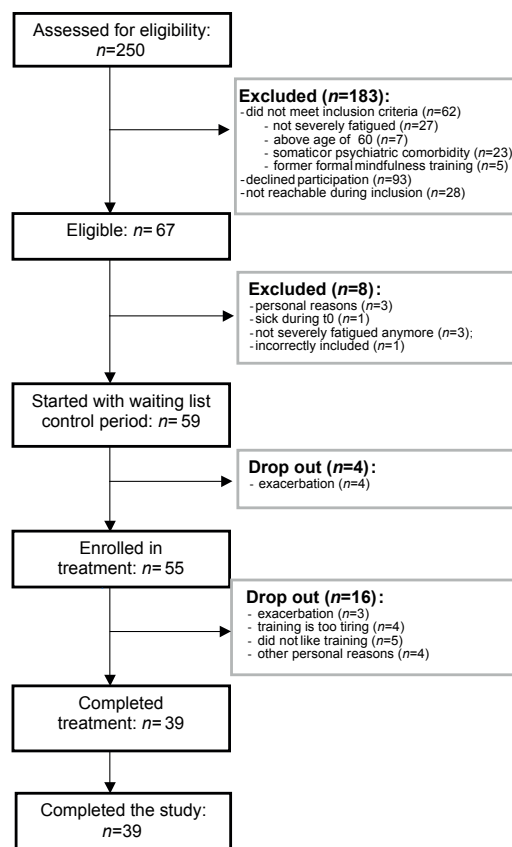 Assessed for eligibility:
n=250
Excluded (n=183):
-did not meet inclusion criteria (n=62)
- not severely fatigued (n=27)
- above age of 60 (n=7)
- somatic or psychiatric comorbidity (n=23)
- former formal mindfulness training (n=5)
-declined participation (n=93)
-not reachable during inclusion (n=28)
Eligible: n= 67
Excluded (n=8):
-personal reasons (n=3)
-sick during t0 (n=1)
-not severely fatigued anymore (n=3);
-incorrectly included (n=1)
Started with waiting list
control period: n= 59
Drop out (n=4):
- exacerbation (n=4)
Enrolled in
treatment: n= 55
Drop out (n=16):
- exacerbation (n=3)
- training is too tiring (n=4)
- did not like training (n=5)
- other personal reasons (n=4)
Completed
treatment: n= 39
Completed the study:
n=39